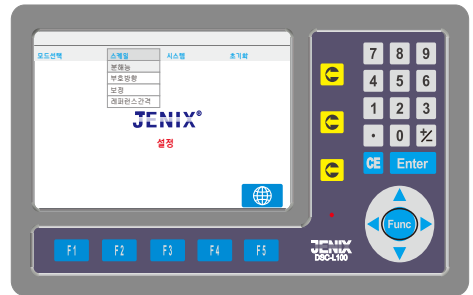 모드선택 스케일 시스템 초기화
분해능
부호방향
보정
레퍼런스간격
JENIX®
설정
7 8 9
4 5 6
1 2 3
· 0 +/-
CE Enter
Func
F1 F2 F3 F4 F5
JENIX
DSC-L100